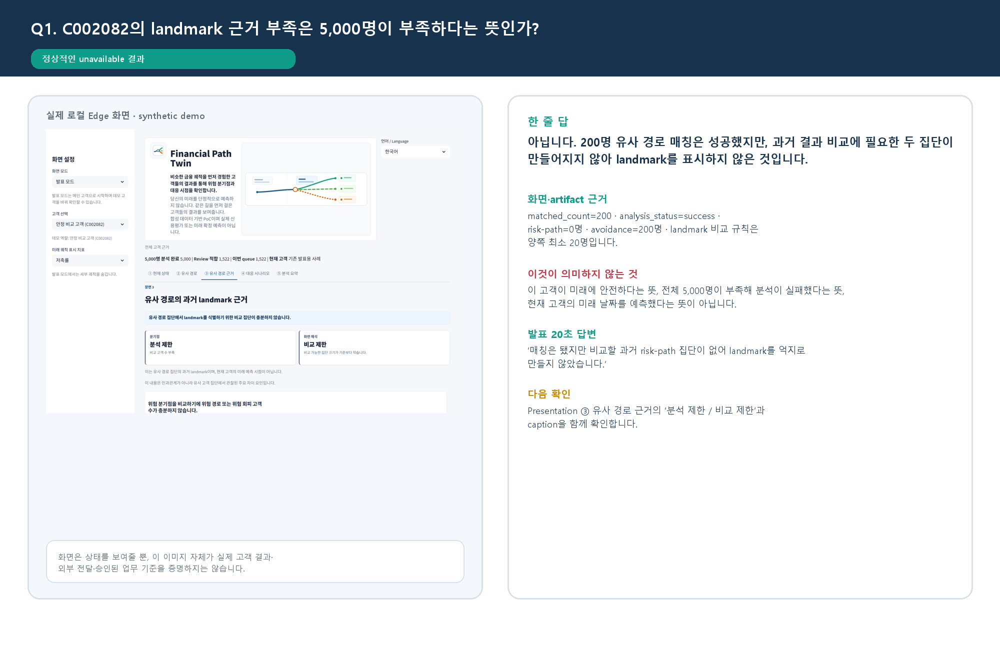 Q1. C002082의 landmark 근거 부족은 5,000명이 부족하다는 뜻인가?
정상적인 unavailable 결과
실제 로컬 Edge 화면 · synthetic demo
화면 설정
화면 모드
발표 모드
발표 모드는 메인 고객으로 시작하며 데모 고
객을 바꿔 확인할 수 있습니다.
고객 선택
안정 비교 고객 (C002082)
데모 역할: 안정 비교 고객 (C002082)
미래 궤적 표시 지표
저축률
발표 모드에서는 세부 궤적을 숨깁니다.
Financial Path
Twin
비슷한 금융 궤적을 먼저 경험한 고
객들의 결과를 통해 위험 분기점과
대응 시점을 확인합니다.
당신의 미래를 단정적으로 예측하
지 않습니다. 같은 길을 먼저 걸은
고객들의 결과를 보여줍니다.
합성 데이터 기반 PoC이며 실제 신
용평가 또는 미래 확정 예측이 아닙
니다.
언어 / Language
한국어
전체 고객 근거
5,000명 분석 완료 5,000 | Review 적합 1,522 | 이번 queue 1,522 | 현재 고객 기존 발표용 사례
① 현재 상태 ② 유사 경로 ③ 유사 경로 근거 ④ 대응 시나리오 ⑤ 분석 요약
장면 3
유사 경로의 과거 landmark 근거
유사 경로 집단에서 landmark를 식별하기 위한 비교 집단이 충분하지 않습니다.
분기점
분석 제한
비교 고객 수 부족
화면 해석
비교 제한
비교 가능한 집단 크기가 기준보다 작습니다.
이는 유사 경로 집단의 과거 landmark이며, 현재 고객의 미래 예측 시점이 아닙니다.
이 내용은 인과관계가 아니라 유사 고객 집단에서 관찰된 주요 차이 요인입니다.
위험 분기점을 비교하기에 위험 경로 또는 위험 회피 고객
수가 충분하지 않습니다.
화면은 상태를 보여줄 뿐, 이 이미지 자체가 실제 고객 결과·
외부 전달·승인된 업무 기준을 증명하지는 않습니다.
한 줄 답
아닙니다. 200명 유사 경로 매칭은 성공했지만, 과거 결과 비교에 필요한 두 집단이
만들어지지 않아 landmark를 표시하지 않은 것입니다.
화면·artifact 근거
matched_count=200 · analysis_status=success ·
risk-path=0명 · avoidance=200명 · landmark 비교 규칙은
양쪽 최소 20명입니다.
이것이 의미하지 않는 것
이 고객이 미래에 안전하다는 뜻, 전체 5,000명이 부족해 분석이 실패했다는 뜻,
현재 고객의 미래 날짜를 예측했다는 뜻이 아닙니다.
발표 20초 답변
‘매칭은 됐지만 비교할 과거 risk-path 집단이 없어 landmark를 억지로
만들지 않았습니다.’
다음 확인
Presentation ③ 유사 경로 근거의 ‘분석 제한 / 비교 제한’과
caption을 함께 확인합니다.